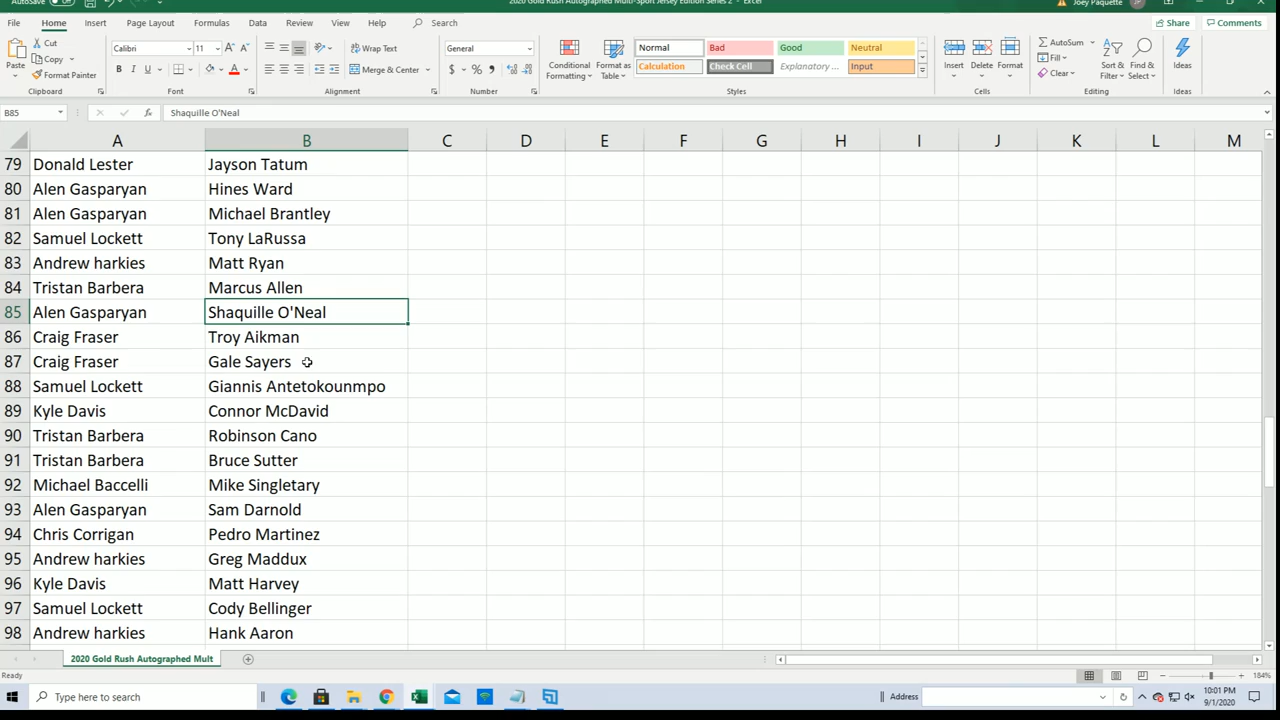 AutoSave Off 2020 Gold Rush Autographed Multi-Sport Jersey Edition Series 2 - Excel Joey Paquette JP
File Home Insert Page Layout Formulas Data Review View Help Search Share Comments
Paste Cut Copy Format Painter Clipboard
Calibri 11 A A B I U A Font
Wrap Text Merge & Center Alignment
General $ % , Number
Conditional Formatting Format as Table Normal Bad Good Neutral Calculation Check Cell Explanatory ... Input Styles
Insert Delete Format Cells
AutoSum Fill Clear Sort & Filter Find & Select Editing
Ideas Ideas
B85 fx Shaquille O'Neal
A B C D E F G H I J K L M
79 Donald Lester Jayson Tatum
80 Alen Gasparyan Hines Ward
81 Alen Gasparyan Michael Brantley
82 Samuel Lockett Tony LaRussa
83 Andrew harkies Matt Ryan
84 Tristan Barbera Marcus Allen
85 Alen Gasparyan Shaquille O'Neal
86 Craig Fraser Troy Aikman
87 Craig Fraser Gale Sayers
88 Samuel Lockett Giannis Antetokounmpo
89 Kyle Davis Connor McDavid
90 Tristan Barbera Robinson Cano
91 Tristan Barbera Bruce Sutter
92 Michael Baccelli Mike Singletary
93 Alen Gasparyan Sam Darnold
94 Chris Corrigan Pedro Martinez
95 Andrew harkies Greg Maddux
96 Kyle Davis Matt Harvey
97 Samuel Lockett Cody Bellinger
98 Andrew harkies Hank Aaron
2020 Gold Rush Autographed Mult
Ready 184%
Type here to search Address 10:01 PM
9/1/2020